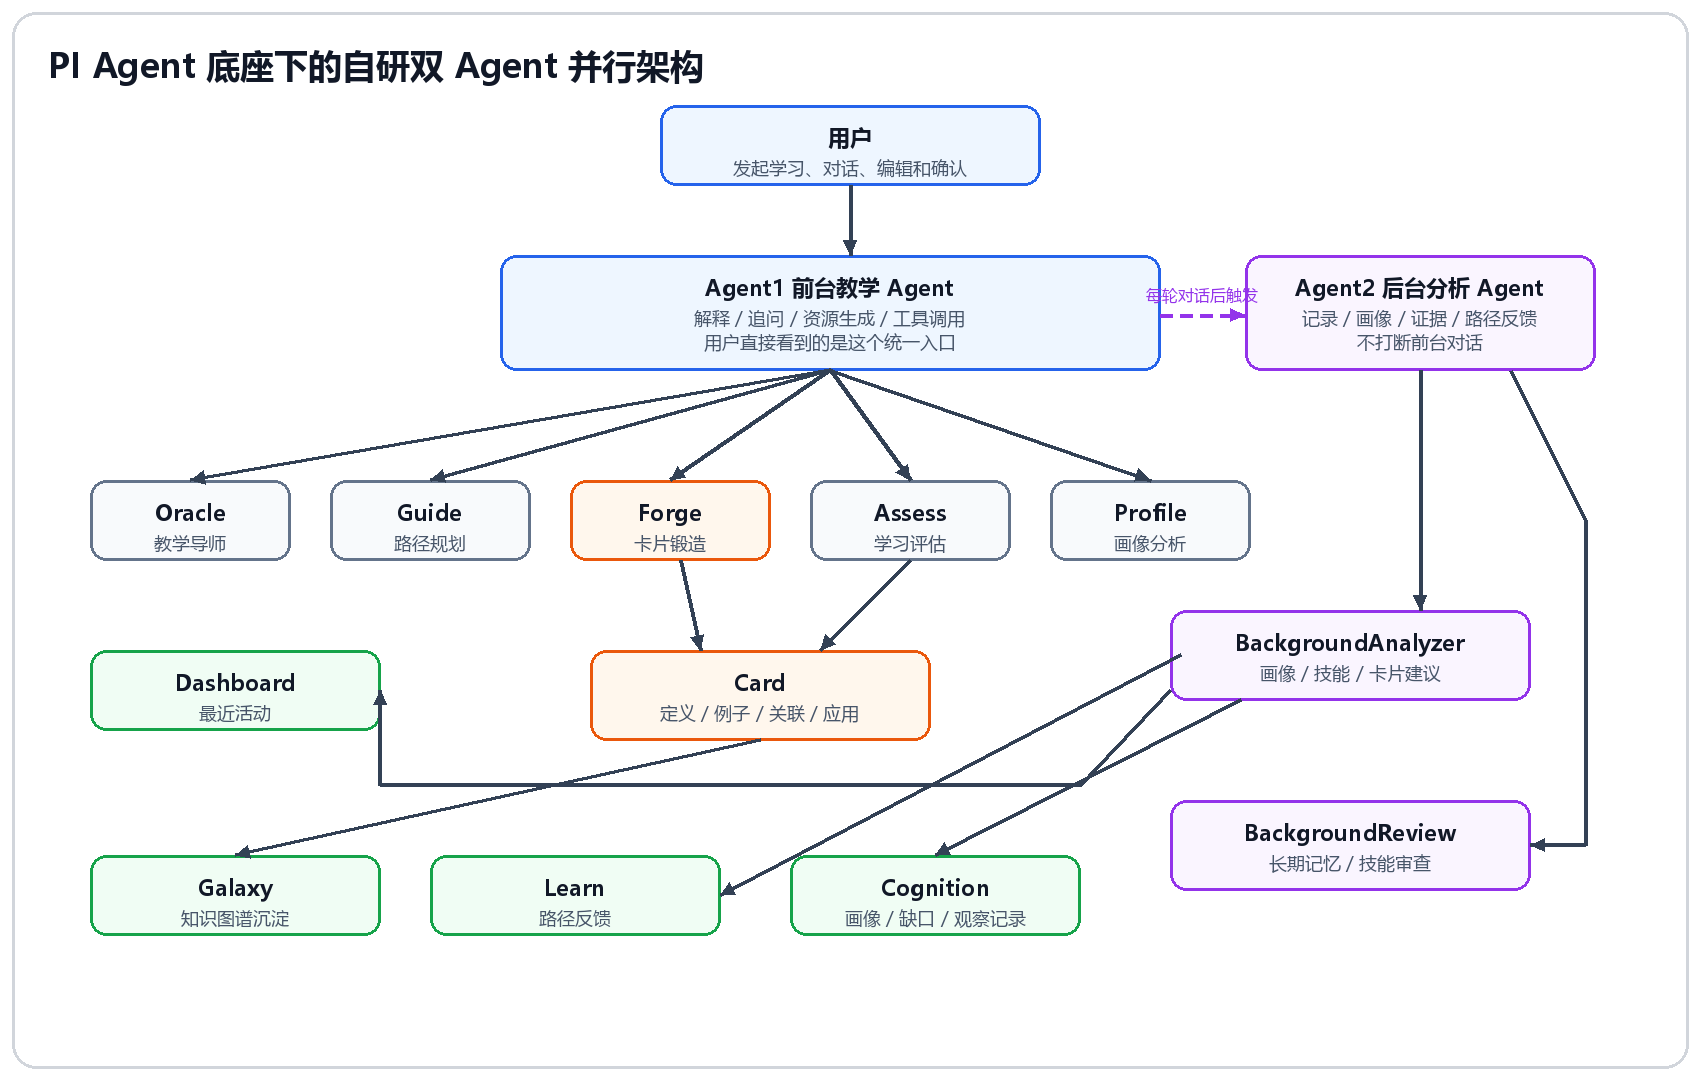 PI Agent 底座下的自研双 Agent 并行架构
用户
发起学习、对话、编辑和确认
Agent1 前台教学 Agent
解释 / 追问 / 资源生成 / 工具调用
用户直接看到的是这个统一入口
每轮对话后触发
Agent2 后台分析 Agent
记录 / 画像 / 证据 / 路径反馈
不打断前台对话
Oracle
教学导师
Guide
路径规划
Forge
卡片锻造
Assess
学习评估
Profile
画像分析
BackgroundAnalyzer
画像 / 技能 / 卡片建议
Dashboard
最近活动
Card
定义 / 例子 / 关联 / 应用
BackgroundReview
长期记忆 / 技能审查
Galaxy
知识图谱沉淀
Learn
路径反馈
Cognition
画像 / 缺口 / 观察记录